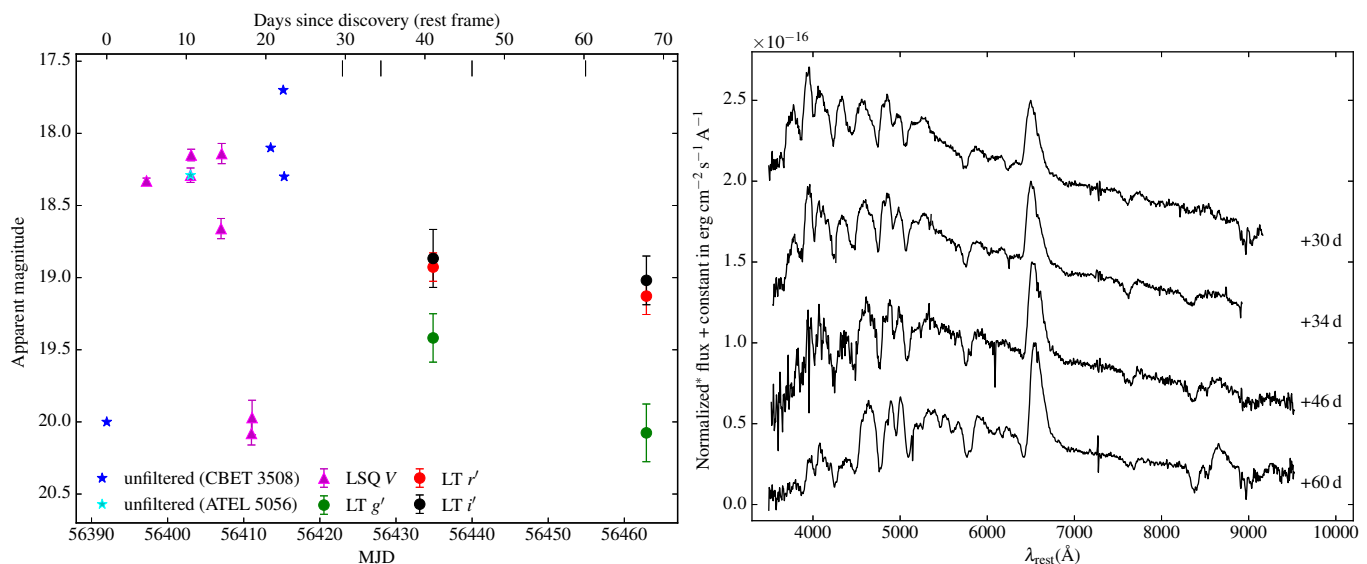 Days since discovery (rest frame)
0 10 20 30 40 50 60 70
17.5
18.0
18.5
19.0
19.5
20.0
20.5
Apparent magnitude
unfiltered (CBET 3508)
unfiltered (ATEL 5056)
LSQ V
LT g′
LT r′
LT i′
56390 56400 56410 56420 56430 56440 56450 56460
MJD
×10⁻¹⁶
2.5
2.0
1.5
1.0
0.5
0.0
Normalized* flux + constant in erg cm⁻² s⁻¹ A⁻¹
+30 d
+34 d
+46 d
+60 d
4000 5000 6000 7000 8000 9000 10000
λrest(Å)